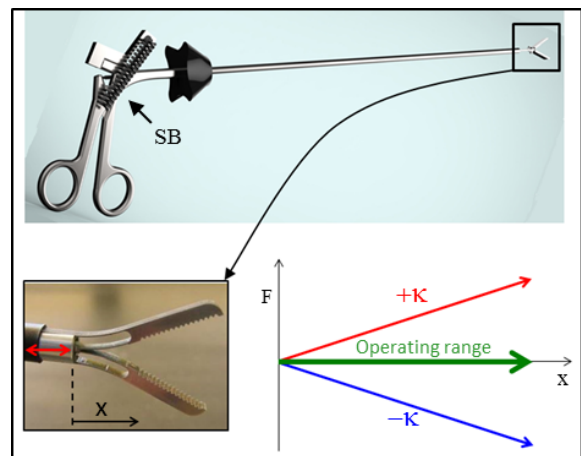 SB
X
F
+κ
Operating range
x
−κ